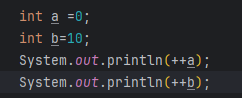 int a =0;
int b=10;
System.out.println(++a);
System.out.println(++b);